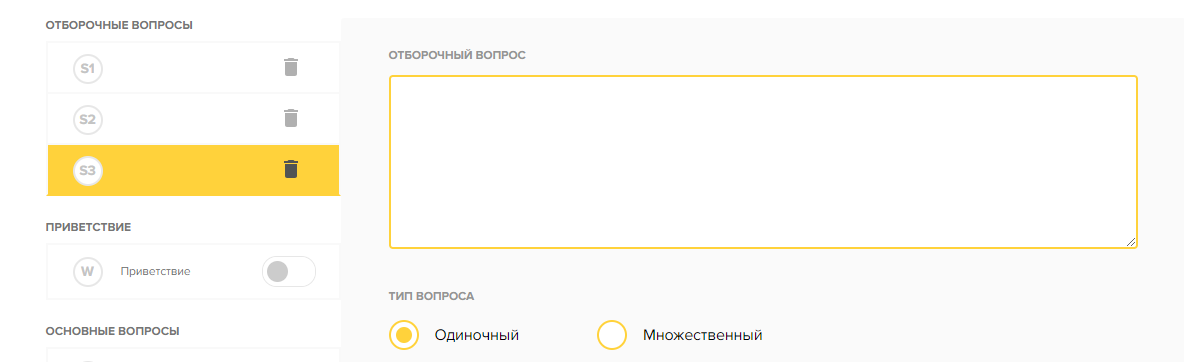 ОТБОРОЧНЫЕ ВОПРОСЫ
S1
S2
S3
ПРИВЕТСТВИЕ
W Приветствие
ОСНОВНЫЕ ВОПРОСЫ
ОТБОРОЧНЫЙ ВОПРОС
ТИП ВОПРОСА
Одиночный Множественный